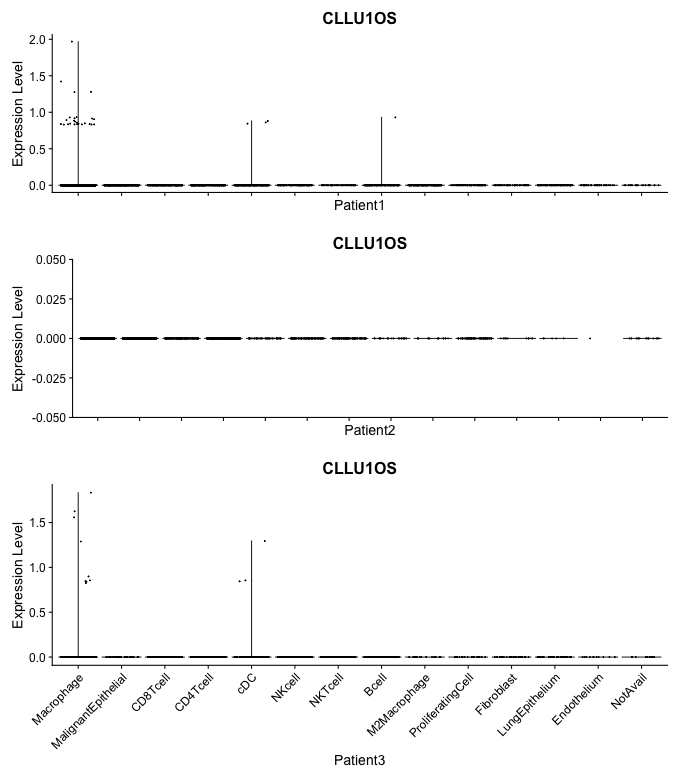 CLLU1OS
Expression Level
2.0
1.5
1.0
0.5
0.0
Patient1
CLLU1OS
Expression Level
0.050
0.025
0.000
-0.025
-0.050
Patient2
CLLU1OS
Expression Level
1.5
1.0
0.5
0.0
Macrophage
MalignantEpithelial
CD8Tcell
CD4Tcell
cDC
NKcell
NKTcell
Bcell
M2Macrophage
ProliferatingCell
Fibroblast
LungEpithelium
Endothelium
NotAvail
Patient3